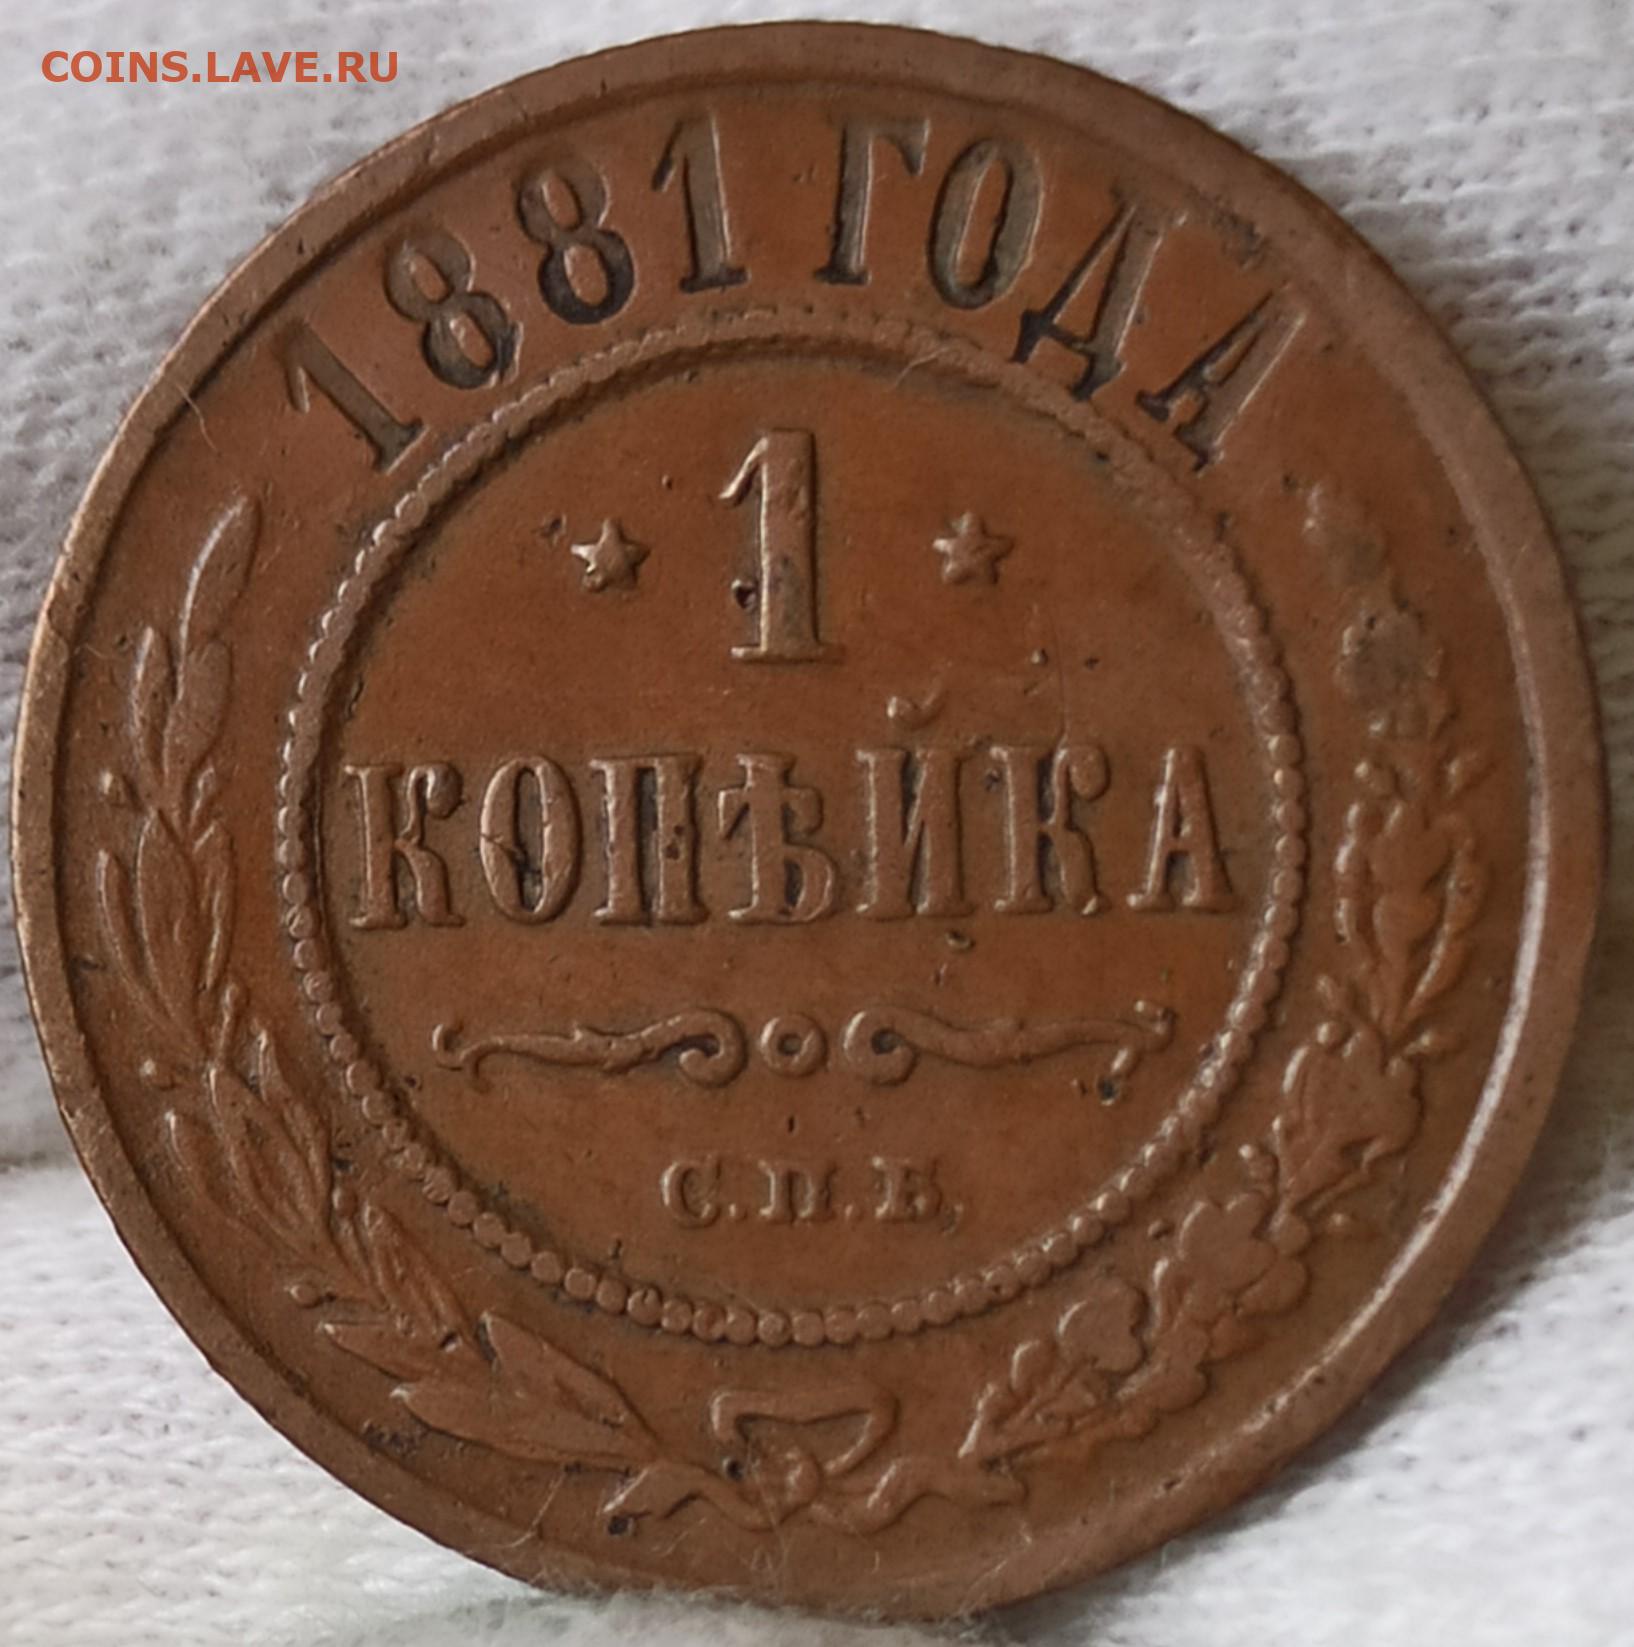 COINS.LAVE.RU
1881 ГОДА
1
КОПѢЙКА
С.П.Б.